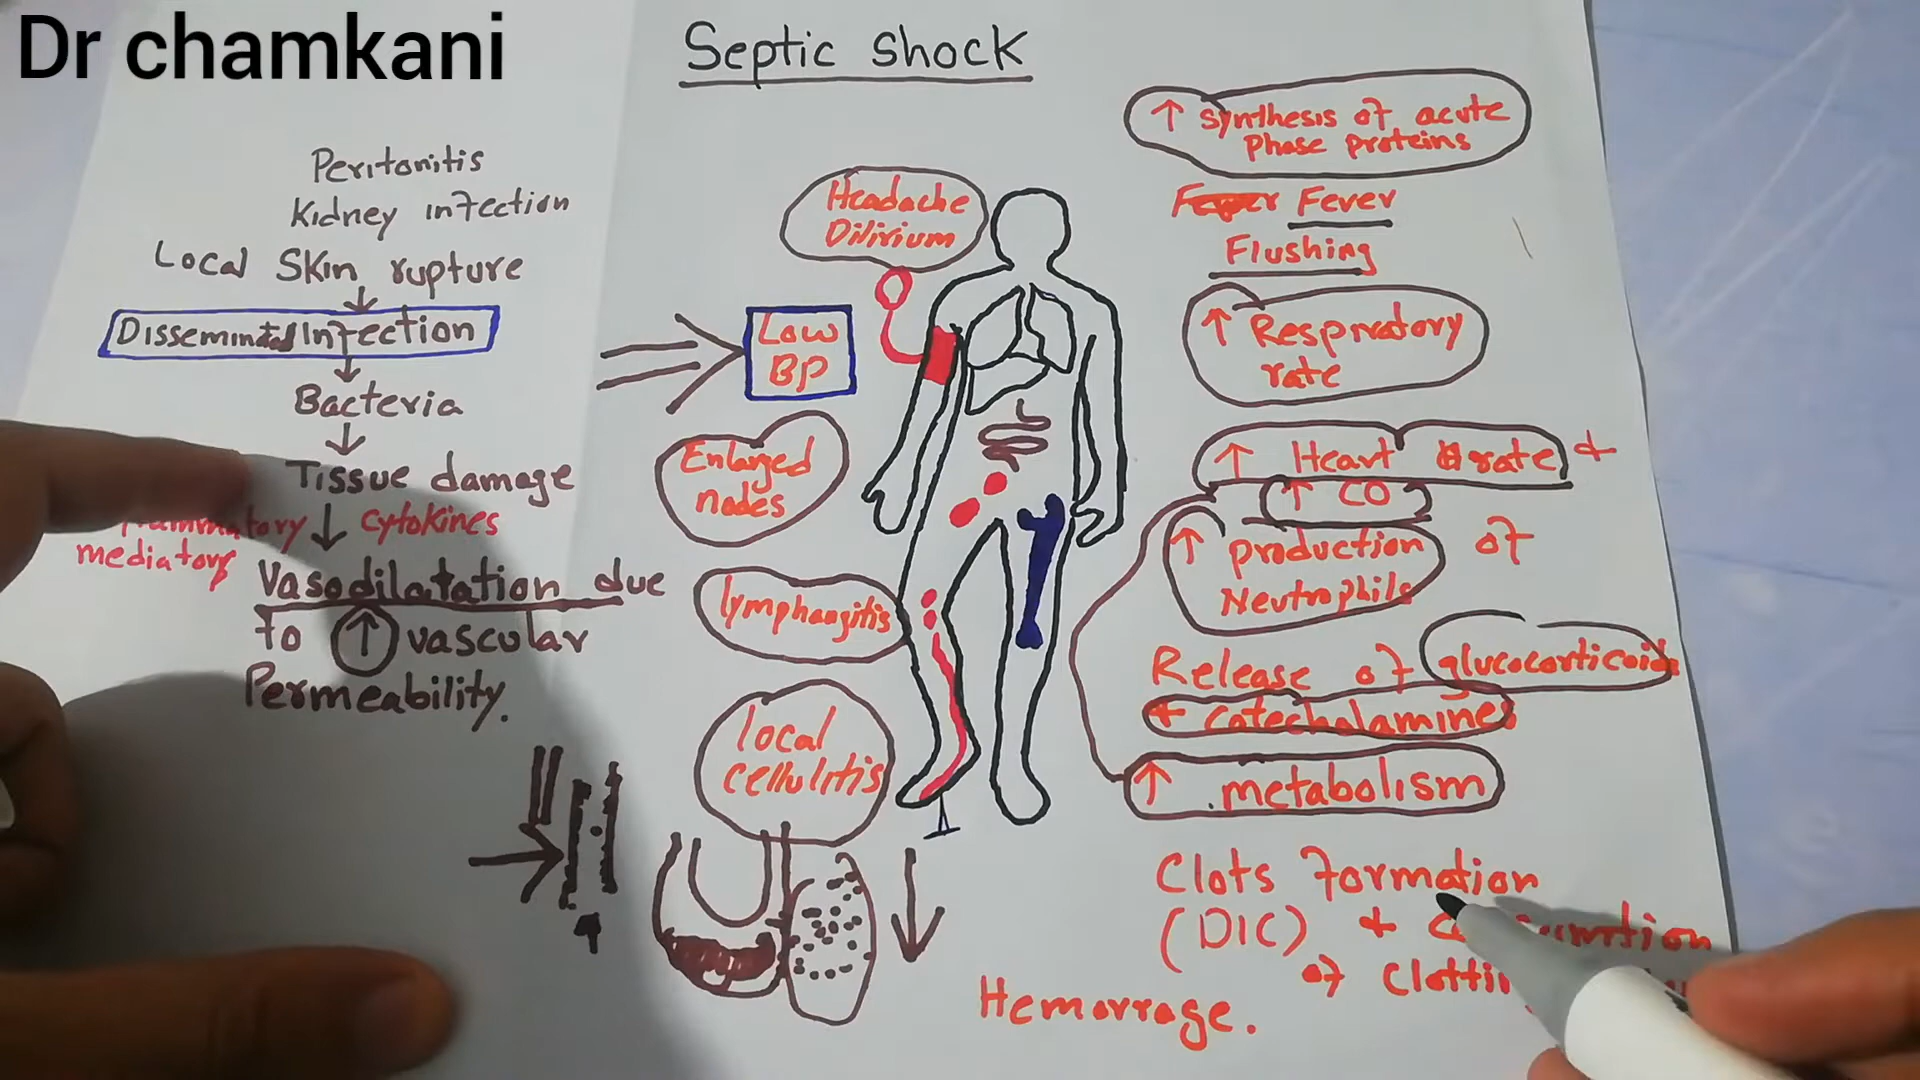 Dr chamkani
Septic shock
Peritonitis
Kidney infection
Local Skin rupture
Disseminated Infection
Bacteria
Tissue damage
cytokines
mediators
Vasodilatation due
to ↑ vascular
Permeability.
Headache
Dilirium
Low
BP
Enlarged
nodes
lymphangitis
local
cellulitis
↑ synthesis of acute
Phase proteins
Fever
Flushing
↑ Respiratory
rate
↑ Heart rate +
↑ CO
↑ production of
Neutrophils
Release of glucocorticoids
+ catechalamines
↑ metabolism
Clots formation
(DIC) +
of
Hemorrage.